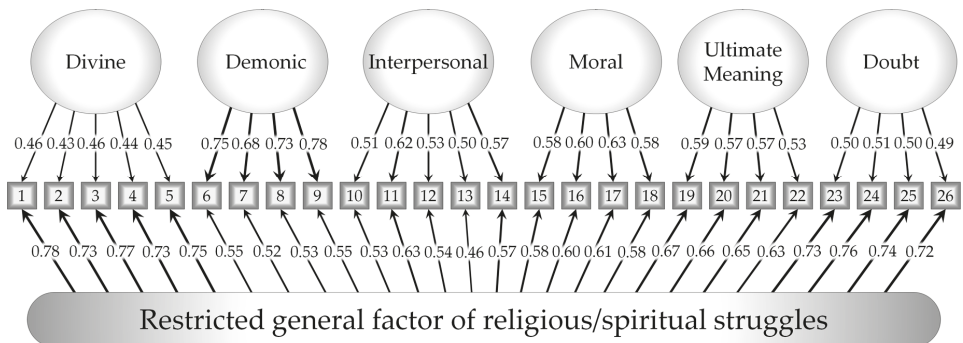 Divine Demonic Interpersonal Moral Ultimate Meaning Doubt
0.46 0.43 0.46 0.44 0.45 0.75 0.68 0.73 0.78 0.51 0.62 0.53 0.50 0.57 0.58 0.60 0.63 0.58 0.59 0.57 0.57 0.53 0.50 0.51 0.50 0.49
1 2 3 4 5 6 7 8 9 10 11 12 13 14 15 16 17 18 19 20 21 22 23 24 25 26
0.78 0.73 0.77 0.73 0.75 0.55 0.52 0.53 0.55 0.53 0.63 0.54 0.46 0.57 0.58 0.60 0.61 0.58 0.67 0.66 0.65 0.63 0.73 0.76 0.74 0.72
Restricted general factor of religious/spiritual struggles